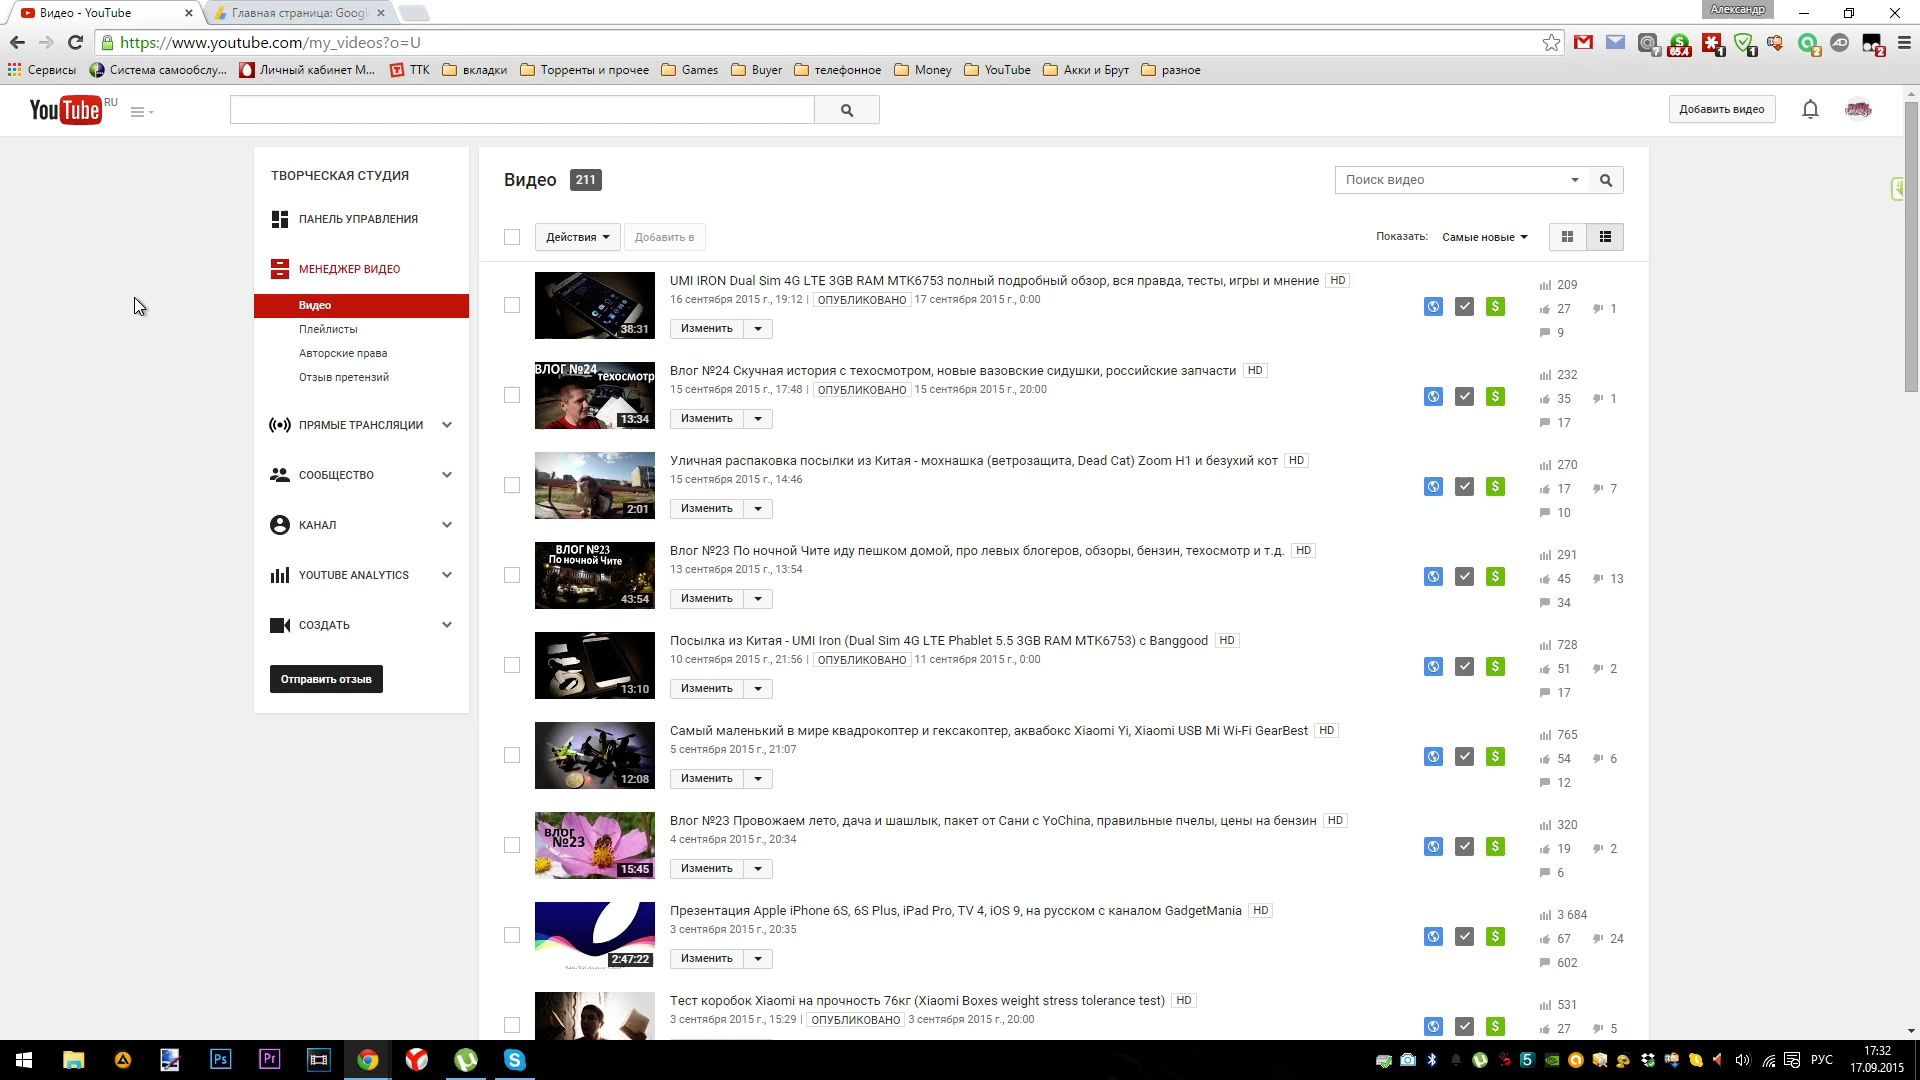 Видео - YouTube
Главная страница: Googl
Александр
https://www.youtube.com/my_videos?o=U
Сервисы
Система самообслу...
Личный кабинет М...
ТТК
вкладки
Торренты и прочее
Games
Buyer
телефонное
Money
YouTube
Акки и Брут
разное
YouTube RU
Добавить видео
ТВОРЧЕСКАЯ СТУДИЯ
ПАНЕЛЬ УПРАВЛЕНИЯ
МЕНЕДЖЕР ВИДЕО
Видео
Плейлисты
Авторские права
Отзыв претензий
ПРЯМЫЕ ТРАНСЛЯЦИИ
СООБЩЕСТВО
КАНАЛ
YOUTUBE ANALYTICS
СОЗДАТЬ
Отправить отзыв
Видео 211
Поиск видео
Действия
Добавить в
Показать: Самые новые
38:31
UMI IRON Dual Sim 4G LTE 3GB RAM MTK6753 полный подробный обзор, вся правда, тесты, игры и мнение HD
16 сентября 2015 г., 19:12 | ОПУБЛИКОВАНО 17 сентября 2015 г., 0:00
Изменить
209
27 1
9
ВЛОГ №24
техосмотр
13:34
Влог №24 Скучная история с техосмотром, новые вазовские сидушки, российские запчасти HD
15 сентября 2015 г., 17:48 | ОПУБЛИКОВАНО 15 сентября 2015 г., 20:00
Изменить
232
35 1
17
2:01
Уличная распаковка посылки из Китая - мохнашка (ветрозащита, Dead Cat) Zoom H1 и безухий кот HD
15 сентября 2015 г., 14:46
Изменить
270
17 7
10
ВЛОГ №23
По ночной Чите
43:54
Влог №23 По ночной Чите иду пешком домой, про левых блогеров, обзоры, бензин, техосмотр и т.д. HD
13 сентября 2015 г., 13:54
Изменить
291
45 13
34
13:10
Посылка из Китая - UMI Iron (Dual Sim 4G LTE Phablet 5.5 3GB RAM MTK6753) с Banggood HD
10 сентября 2015 г., 21:56 | ОПУБЛИКОВАНО 11 сентября 2015 г., 0:00
Изменить
728
51 2
17
12:08
Самый маленький в мире квадрокоптер и гексакоптер, аквабокс Xiaomi Yi, Xiaomi USB Mi Wi-Fi GearBest HD
5 сентября 2015 г., 21:07
Изменить
765
54 6
12
влог
№23
15:45
Влог №23 Провожаем лето, дача и шашлык, пакет от Сани с YoChina, правильные пчелы, цены на бензин HD
4 сентября 2015 г., 20:34
Изменить
320
19 2
6
2:47:22
Презентация Apple iPhone 6S, 6S Plus, iPad Pro, TV 4, iOS 9, на русском с каналом GadgetMania HD
3 сентября 2015 г., 20:35
Изменить
3 684
67 24
602
Тест коробок Xiaomi на прочность 76кг (Xiaomi Boxes weight stress tolerance test) HD
3 сентября 2015 г., 15:29 | ОПУБЛИКОВАНО 3 сентября 2015 г., 20:00
531
27 5
Ps
Pr
РУС
17:32
17.09.2015